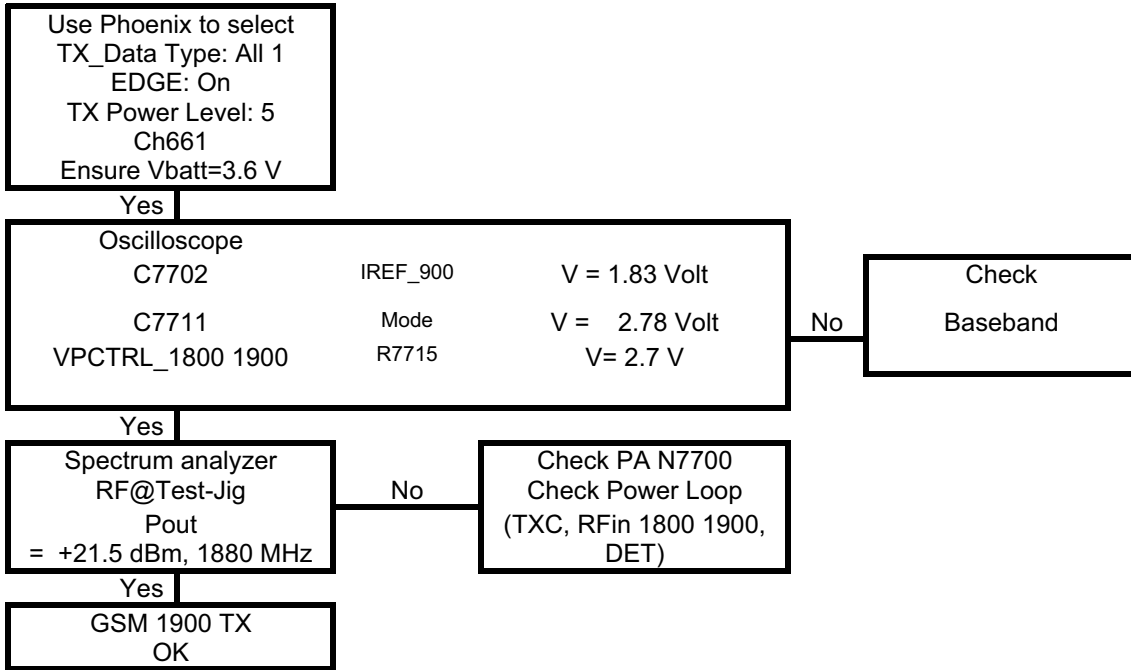 Use Phoenix to select
TX_Data Type: All 1
EDGE: On
TX Power Level: 5
Ch661
Ensure Vbatt=3.6 V
Yes
Oscilloscope
C7702 IREF_900 V = 1.83 Volt
C7711 Mode V = 2.78 Volt
VPCTRL_1800 1900 R7715 V= 2.7 V
No
Check
Baseband
Yes
Spectrum analyzer
RF@Test-Jig
Pout
= +21.5 dBm, 1880 MHz
No
Check PA N7700
Check Power Loop
(TXC, RFin 1800 1900,
DET)
Yes
GSM 1900 TX
OK